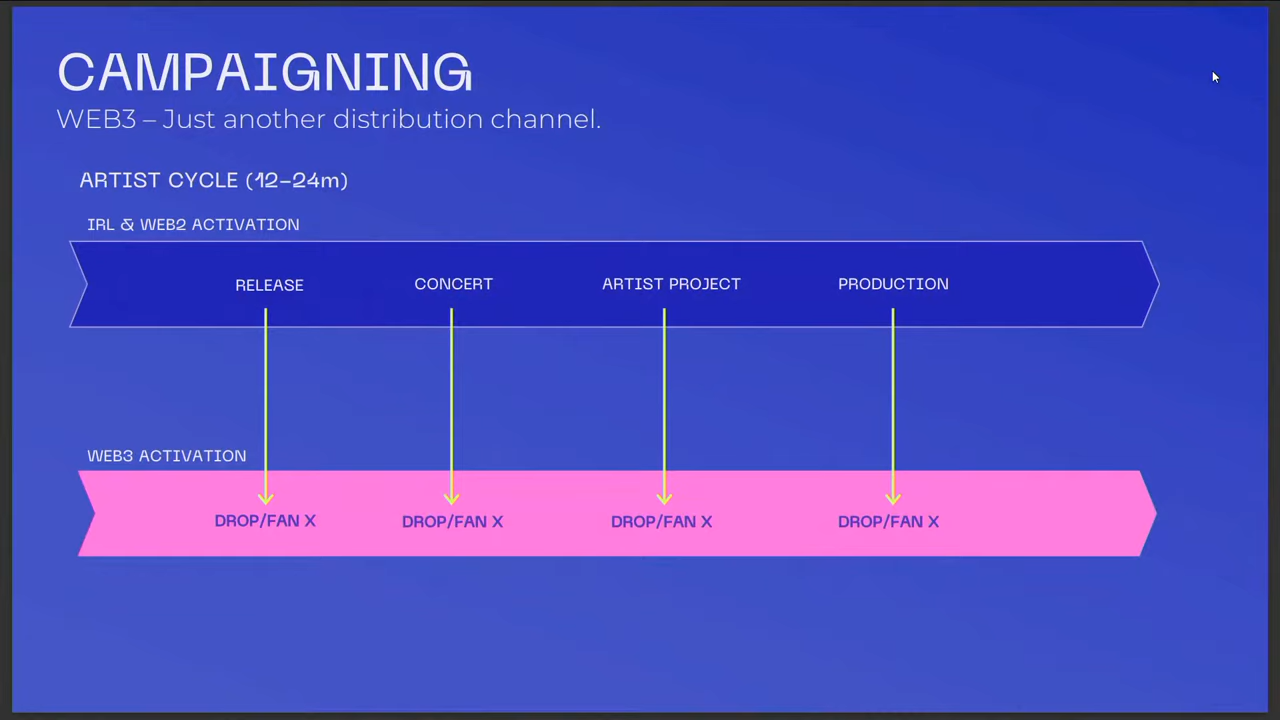 CAMPAIGNING
WEB3 – Just another distribution channel.
ARTIST CYCLE (12–24m)
IRL & WEB2 ACTIVATION
RELEASE CONCERT ARTIST PROJECT PRODUCTION
WEB3 ACTIVATION
DROP/FAN X DROP/FAN X DROP/FAN X DROP/FAN X